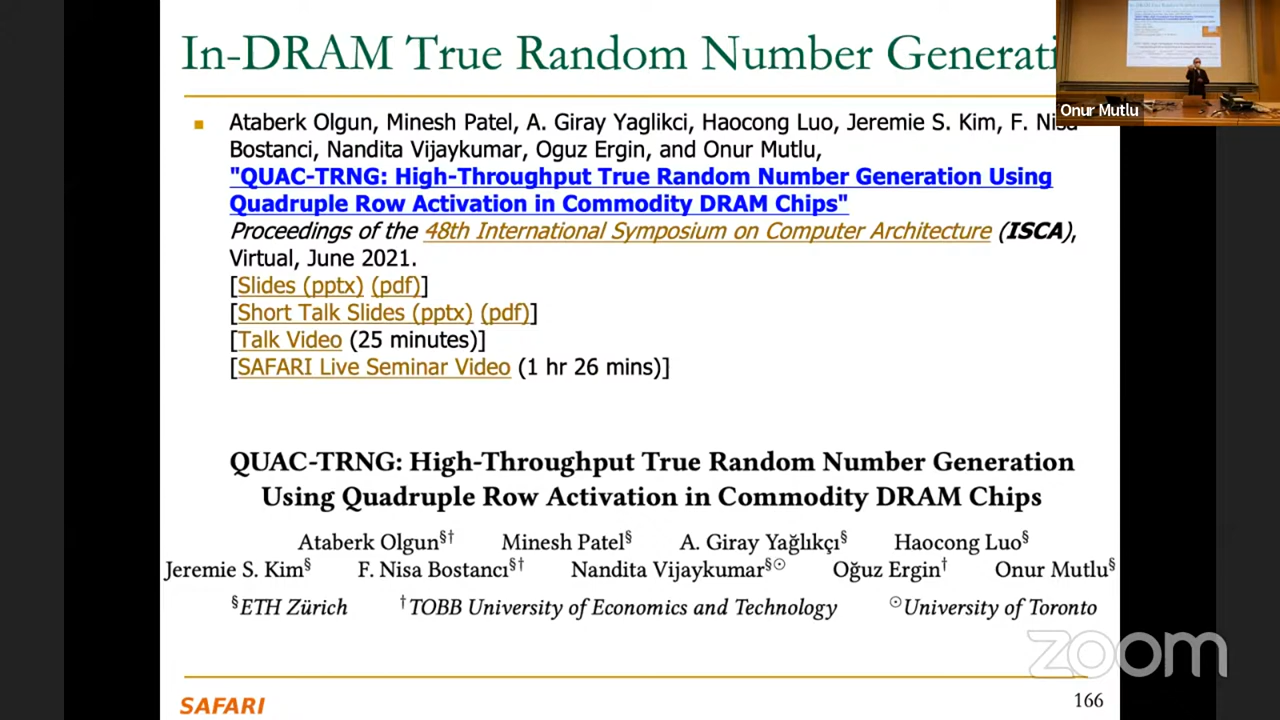 In-DRAM True Random Number Generati
Onur Mutlu
■ Ataberk Olgun, Minesh Patel, A. Giray Yaglikci, Haocong Luo, Jeremie S. Kim, F. Nisa
Bostanci, Nandita Vijaykumar, Oguz Ergin, and Onur Mutlu,
"QUAC-TRNG: High-Throughput True Random Number Generation Using
Quadruple Row Activation in Commodity DRAM Chips"
Proceedings of the 48th International Symposium on Computer Architecture (ISCA),
Virtual, June 2021.
[Slides (pptx) (pdf)]
[Short Talk Slides (pptx) (pdf)]
[Talk Video (25 minutes)]
[SAFARI Live Seminar Video (1 hr 26 mins)]
QUAC-TRNG: High-Throughput True Random Number Generation
Using Quadruple Row Activation in Commodity DRAM Chips
Ataberk Olgun§† Minesh Patel§ A. Giray Yağlıkçı§ Haocong Luo§
Jeremie S. Kim§ F. Nisa Bostancı§† Nandita Vijaykumar§⊙ Oğuz Ergin† Onur Mutlu§
§ETH Zürich †TOBB University of Economics and Technology ⊙University of Toronto
zoom
SAFARI
166